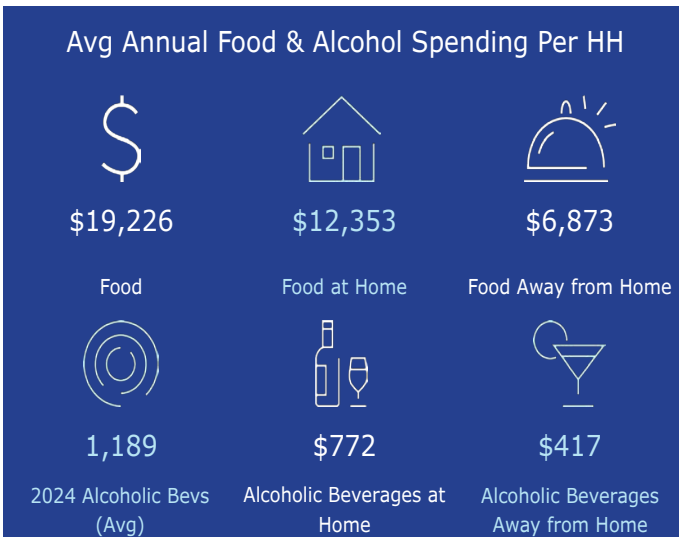 Avg Annual Food & Alcohol Spending Per HH
$19,226
$12,353
$6,873
Food
Food at Home
Food Away from Home
1,189
$772
$417
2024 Alcoholic Bevs
(Avg)
Alcoholic Beverages at
Home
Alcoholic Beverages
Away from Home